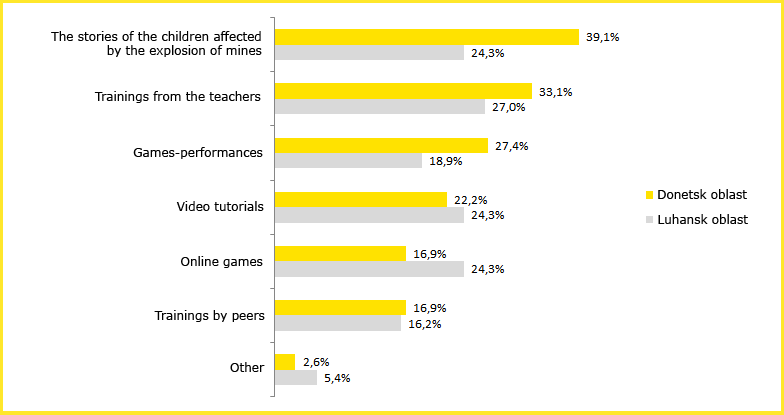 The stories of the children affected
by the explosion of mines
39,1%
24,3%
Trainings from the teachers
33,1%
27,0%
Games-performances
27,4%
18,9%
Video tutorials
22,2%
24,3%
Online games
16,9%
24,3%
Trainings by peers
16,9%
16,2%
Other
2,6%
5,4%
Donetsk oblast
Luhansk oblast